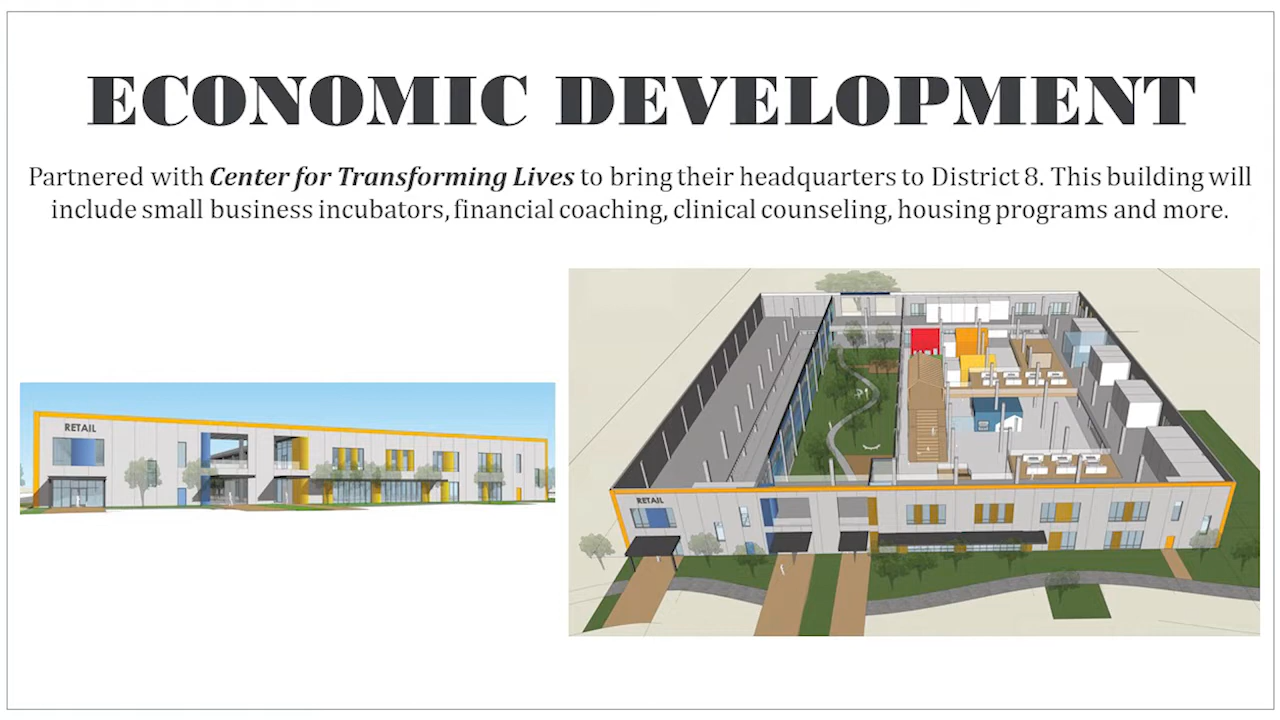 ECONOMIC DEVELOPMENT
Partnered with Center for Transforming Lives to bring their headquarters to District 8. This building will
include small business incubators, financial coaching, clinical counseling, housing programs and more.
RETAIL
RETAIL